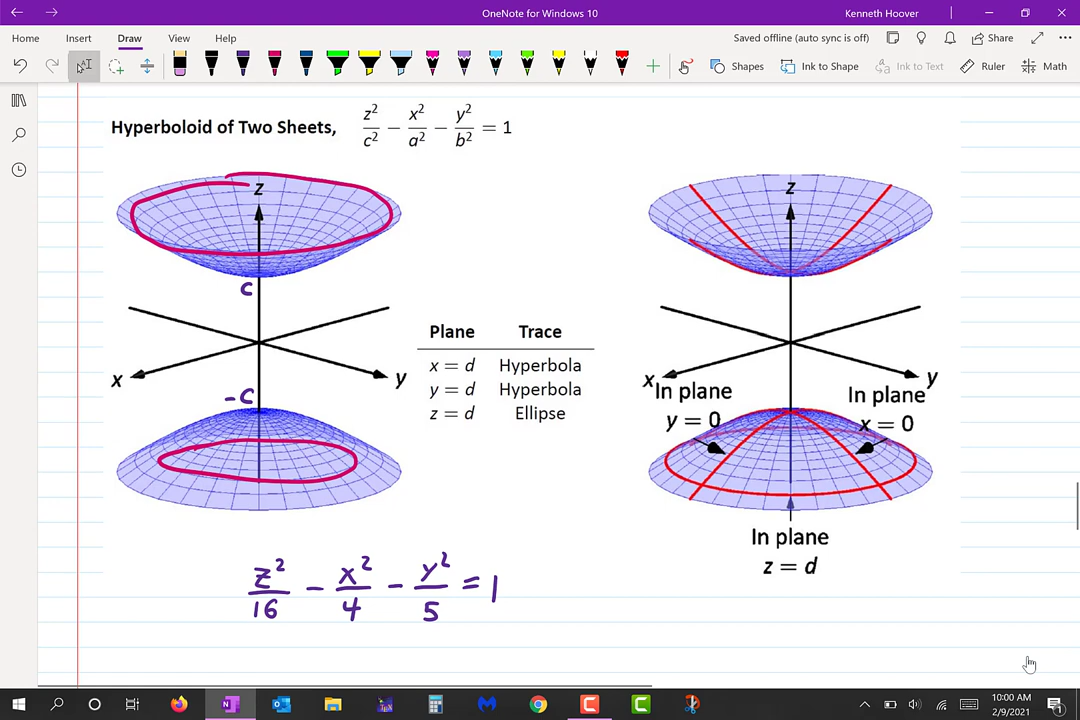 OneNote for Windows 10
Kenneth Hoover
Home Insert Draw View Help
Saved offline (auto sync is off)
Share
Shapes Ink to Shape Ink to Text Ruler Math
Hyperboloid of Two Sheets, z²/c² − x²/a² − y²/b² = 1
z
c
x
y
-c
Plane Trace
x = d Hyperbola
y = d Hyperbola
z = d Ellipse
z
x
y
In plane
y = 0
In plane
x = 0
In plane
z = d
z²/16 − x²/4 − y²/5 = 1
10:00 AM
2/9/2021